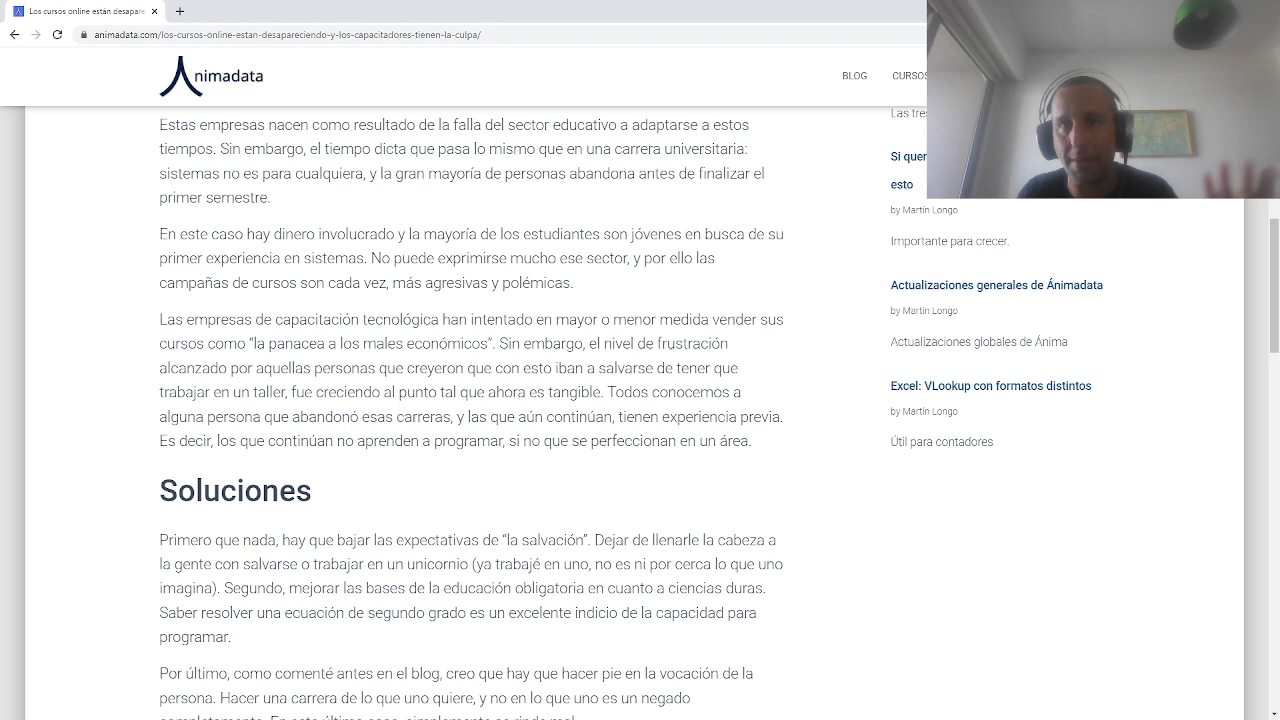 Los cursos online están desapare
animadata.com/los-cursos-online-estan-desapareciendo-y-los-capacitadores-tienen-la-culpa/
nimadata
BLOG
CURSOS
Estas empresas nacen como resultado de la falla del sector educativo a adaptarse a estos
tiempos. Sin embargo, el tiempo dicta que pasa lo mismo que en una carrera universitaria:
sistemas no es para cualquiera, y la gran mayoría de personas abandona antes de finalizar el
primer semestre.
En este caso hay dinero involucrado y la mayoría de los estudiantes son jóvenes en busca de su
primer experiencia en sistemas. No puede exprimirse mucho ese sector, y por ello las
campañas de cursos son cada vez, más agresivas y polémicas.
Las empresas de capacitación tecnológica han intentado en mayor o menor medida vender sus
cursos como “la panacea a los males económicos”. Sin embargo, el nivel de frustración
alcanzado por aquellas personas que creyeron que con esto iban a salvarse de tener que
trabajar en un taller, fue creciendo al punto tal que ahora es tangible. Todos conocemos a
alguna persona que abandonó esas carreras, y las que aún continúan, tienen experiencia previa.
Es decir, los que continúan no aprenden a programar, si no que se perfeccionan en un área.
Soluciones
Primero que nada, hay que bajar las expectativas de “la salvación”. Dejar de llenarle la cabeza a
la gente con salvarse o trabajar en un unicornio (ya trabajé en uno, no es ni por cerca lo que uno
imagina). Segundo, mejorar las bases de la educación obligatoria en cuanto a ciencias duras.
Saber resolver una ecuación de segundo grado es un excelente indicio de la capacidad para
programar.
Por último, como comenté antes en el blog, creo que hay que hacer pie en la vocación de la
persona. Hacer una carrera de lo que uno quiere, y no en lo que uno es un negado
Las tres
Si quer
esto
by Martín Longo
Importante para crecer.
Actualizaciones generales de Ánimadata
by Martín Longo
Actualizaciones globales de Ánima
Excel: VLookup con formatos distintos
by Martín Longo
Útil para contadores